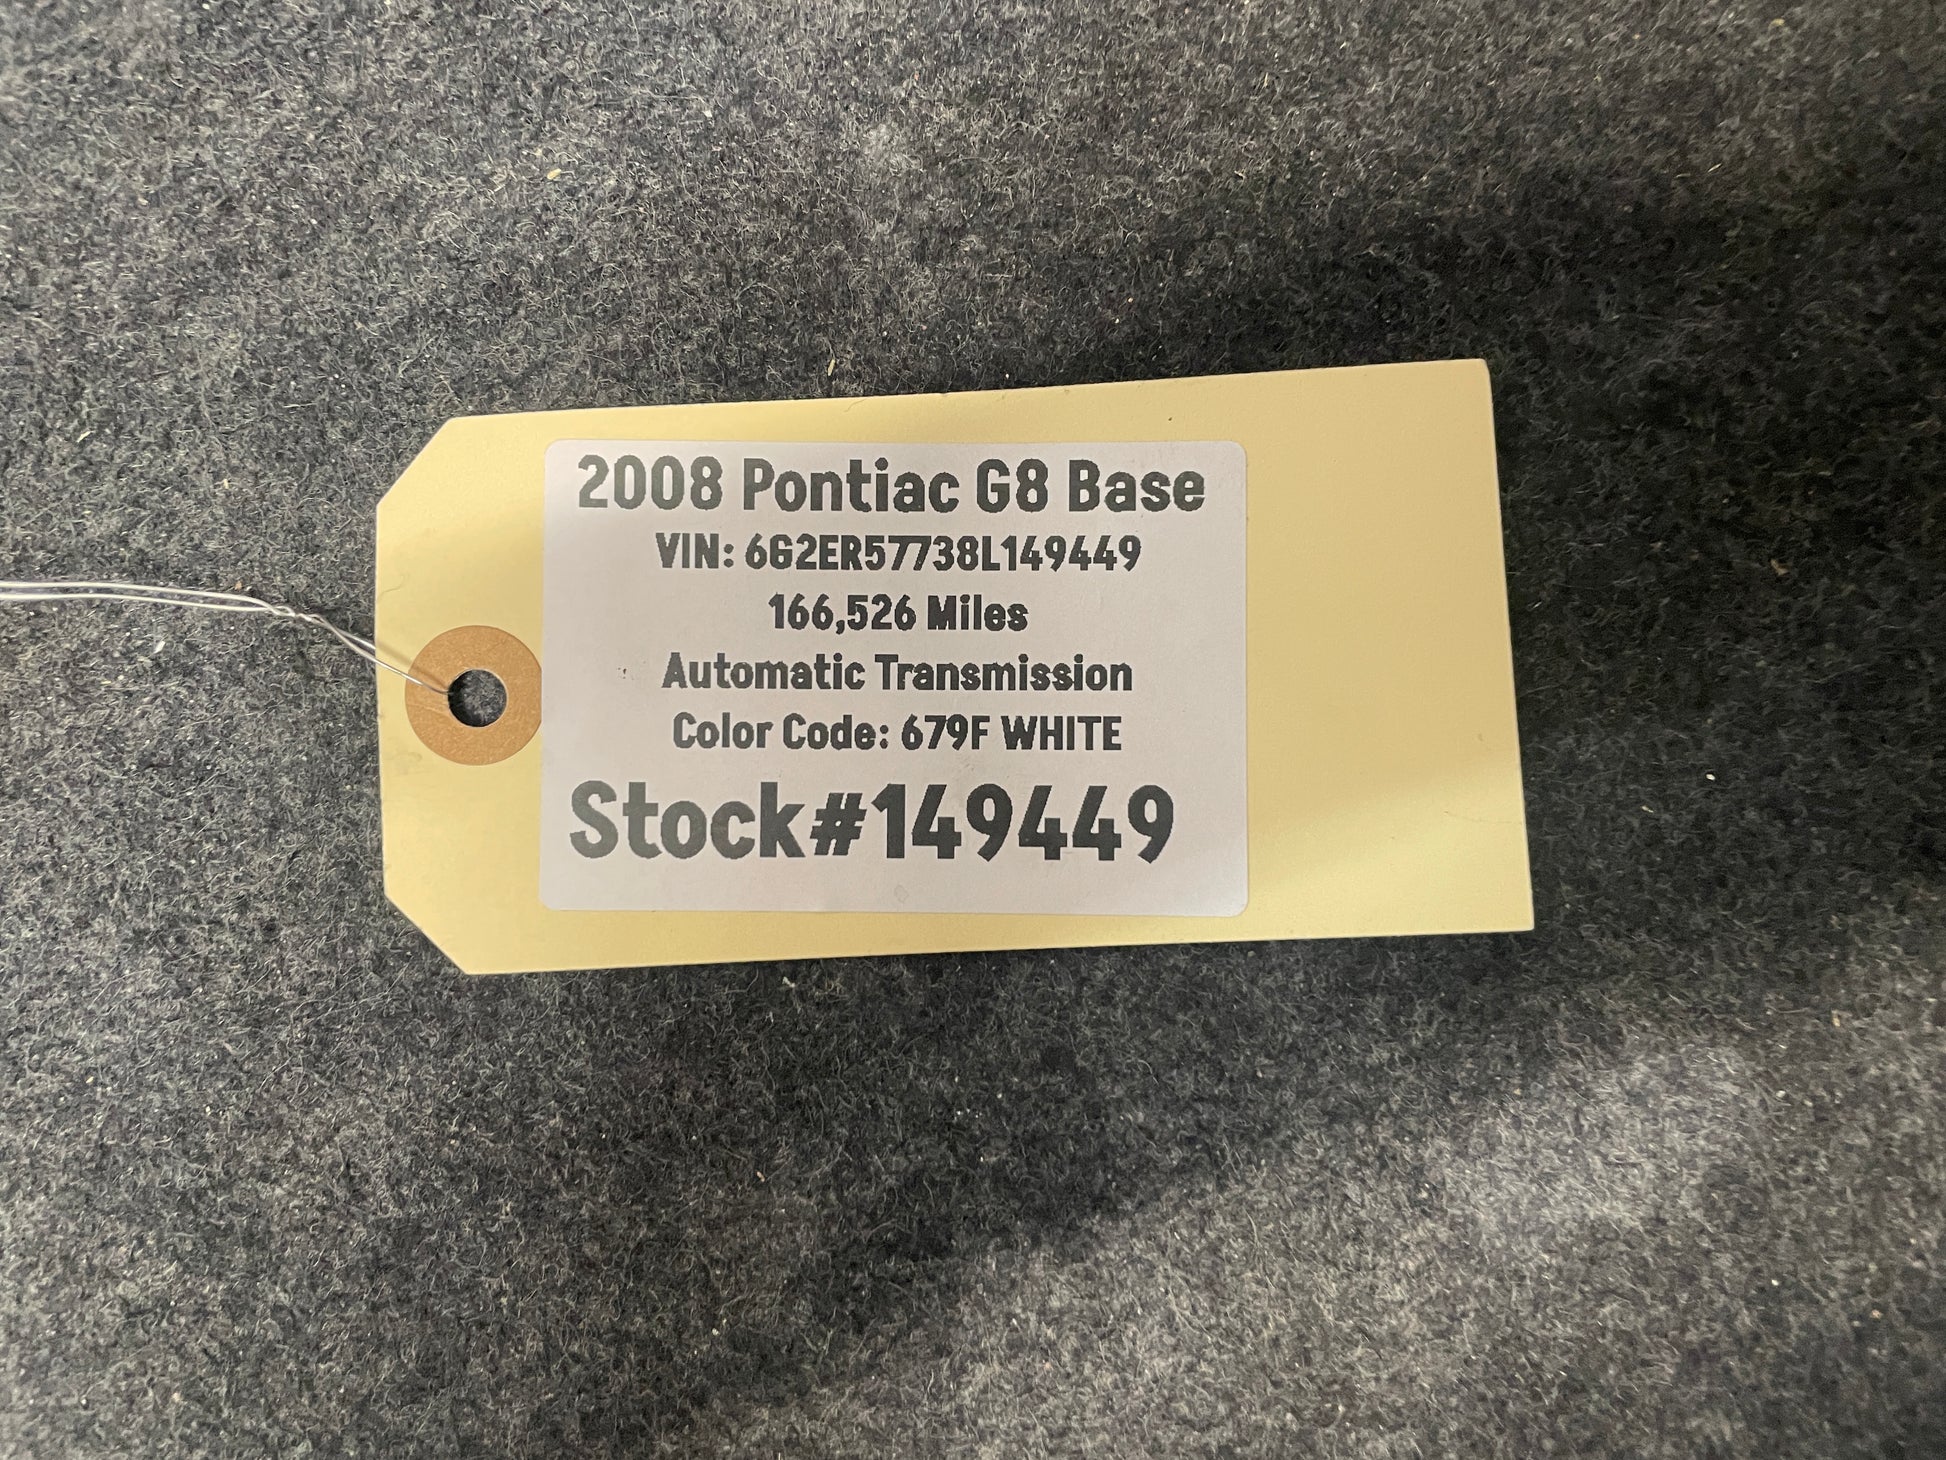 2008 Pontiac G8 Base
VIN: 6G2ER57738L149449
166,526 Miles
Automatic Transmission
Color Code: 679F WHITE
Stock#149449